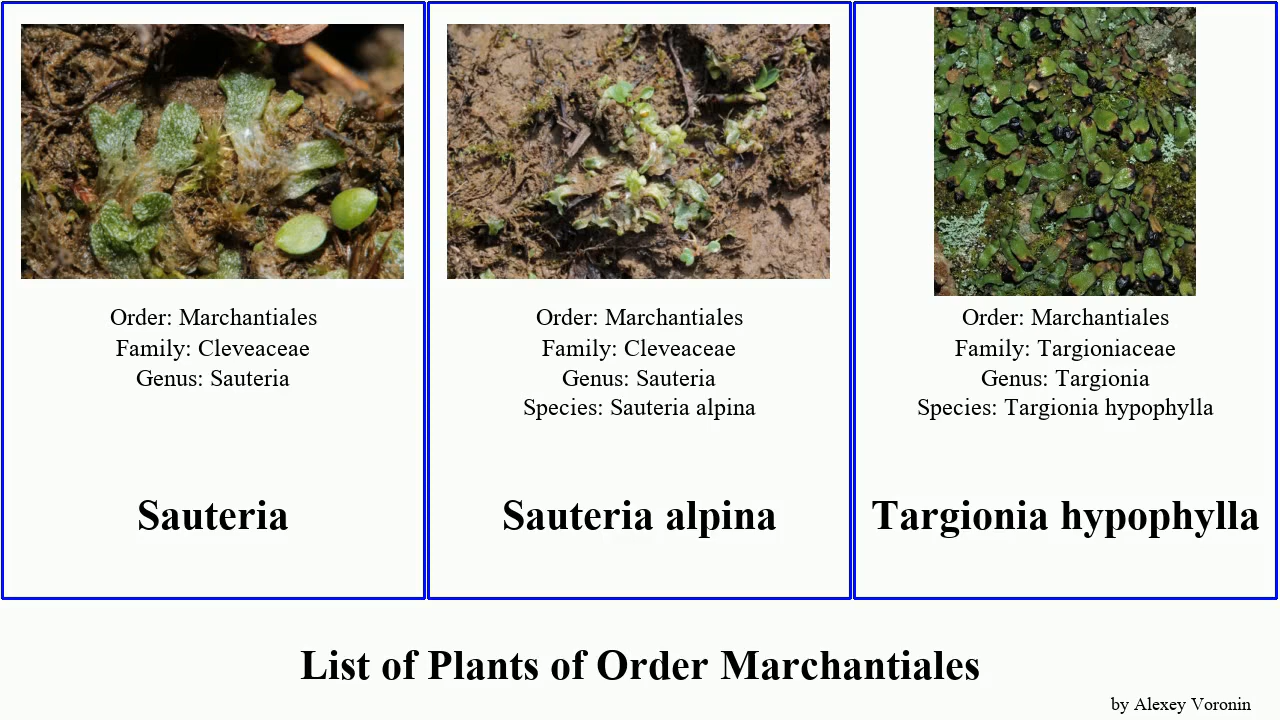 Order: Marchantiales
Family: Cleveaceae
Genus: Sauteria
Sauteria
Order: Marchantiales
Family: Cleveaceae
Genus: Sauteria
Species: Sauteria alpina
Sauteria alpina
Order: Marchantiales
Family: Targioniaceae
Genus: Targionia
Species: Targionia hypophylla
Targionia hypophylla
List of Plants of Order Marchantiales
by Alexey Voronin